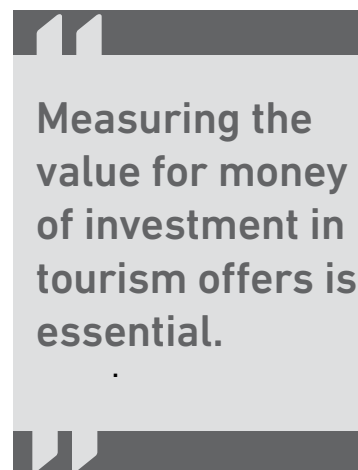 Measuring the
value for money
of investment in
tourism offers is
essential.
.